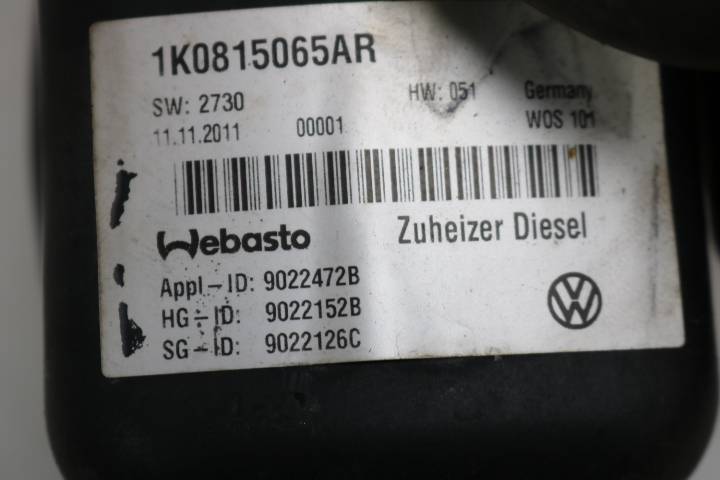 1K0815065AR
SW: 2730 HW: 051 Germany
11.11.2011 00001 WOS 101
Webasto Zuheizer Diesel
Appl-ID: 9022472B
HG-ID: 9022152B
SG-ID: 9022126C